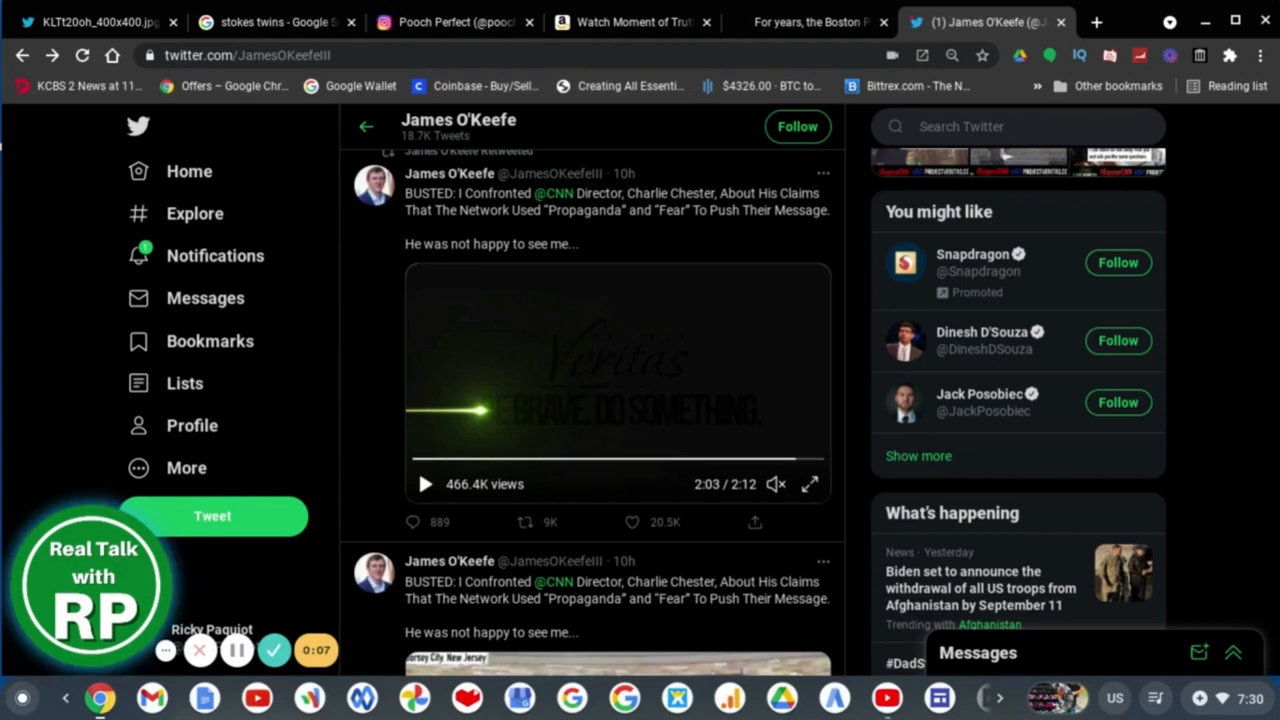 KLTt20oh_400x400.jpg
stokes twins - Google S
Pooch Perfect (@pooc
Watch Moment of Trut
For years, the Boston P
(1) James O'Keefe (@J
twitter.com/JamesOKeefeIII
KCBS 2 News at 11...
Offers – Google Chr...
Google Wallet
Coinbase - Buy/Sell...
Creating All Essenti...
$4326.00 · BTC to...
Bittrex.com - The N...
»
Other bookmarks
Reading list
Home
Explore
1
Notifications
Messages
Bookmarks
Lists
Profile
More
Tweet
Real Talk
with
RP
Ricky Paquiot
0:07
James O'Keefe
18.7K Tweets
Follow
James O'Keefe Retweeted
James O'Keefe @JamesOKeefeIII · 10h
BUSTED: I Confronted @CNN Director, Charlie Chester, About His Claims
That The Network Used "Propaganda" and "Fear" To Push Their Message.
He was not happy to see me...
Veritas
E BRAVE. DO SOMETHING.
466.4K views
2:03 / 2:12
889
9K
20.5K
James O'Keefe @JamesOKeefeIII · 10h
BUSTED: I Confronted @CNN Director, Charlie Chester, About His Claims
That The Network Used "Propaganda" and "Fear" To Push Their Message.
He was not happy to see me...
Jersey City, New Jersey
Search Twitter
You might like
Snapdragon
@Snapdragon
Promoted
Follow
Dinesh D'Souza
@DineshDSouza
Follow
Jack Posobiec
@JackPosobiec
Follow
Show more
What's happening
News · Yesterday
Biden set to announce the
withdrawal of all US troops from
Afghanistan by September 11
Trending with Afghanistan
#DadS
Messages
US
7:30